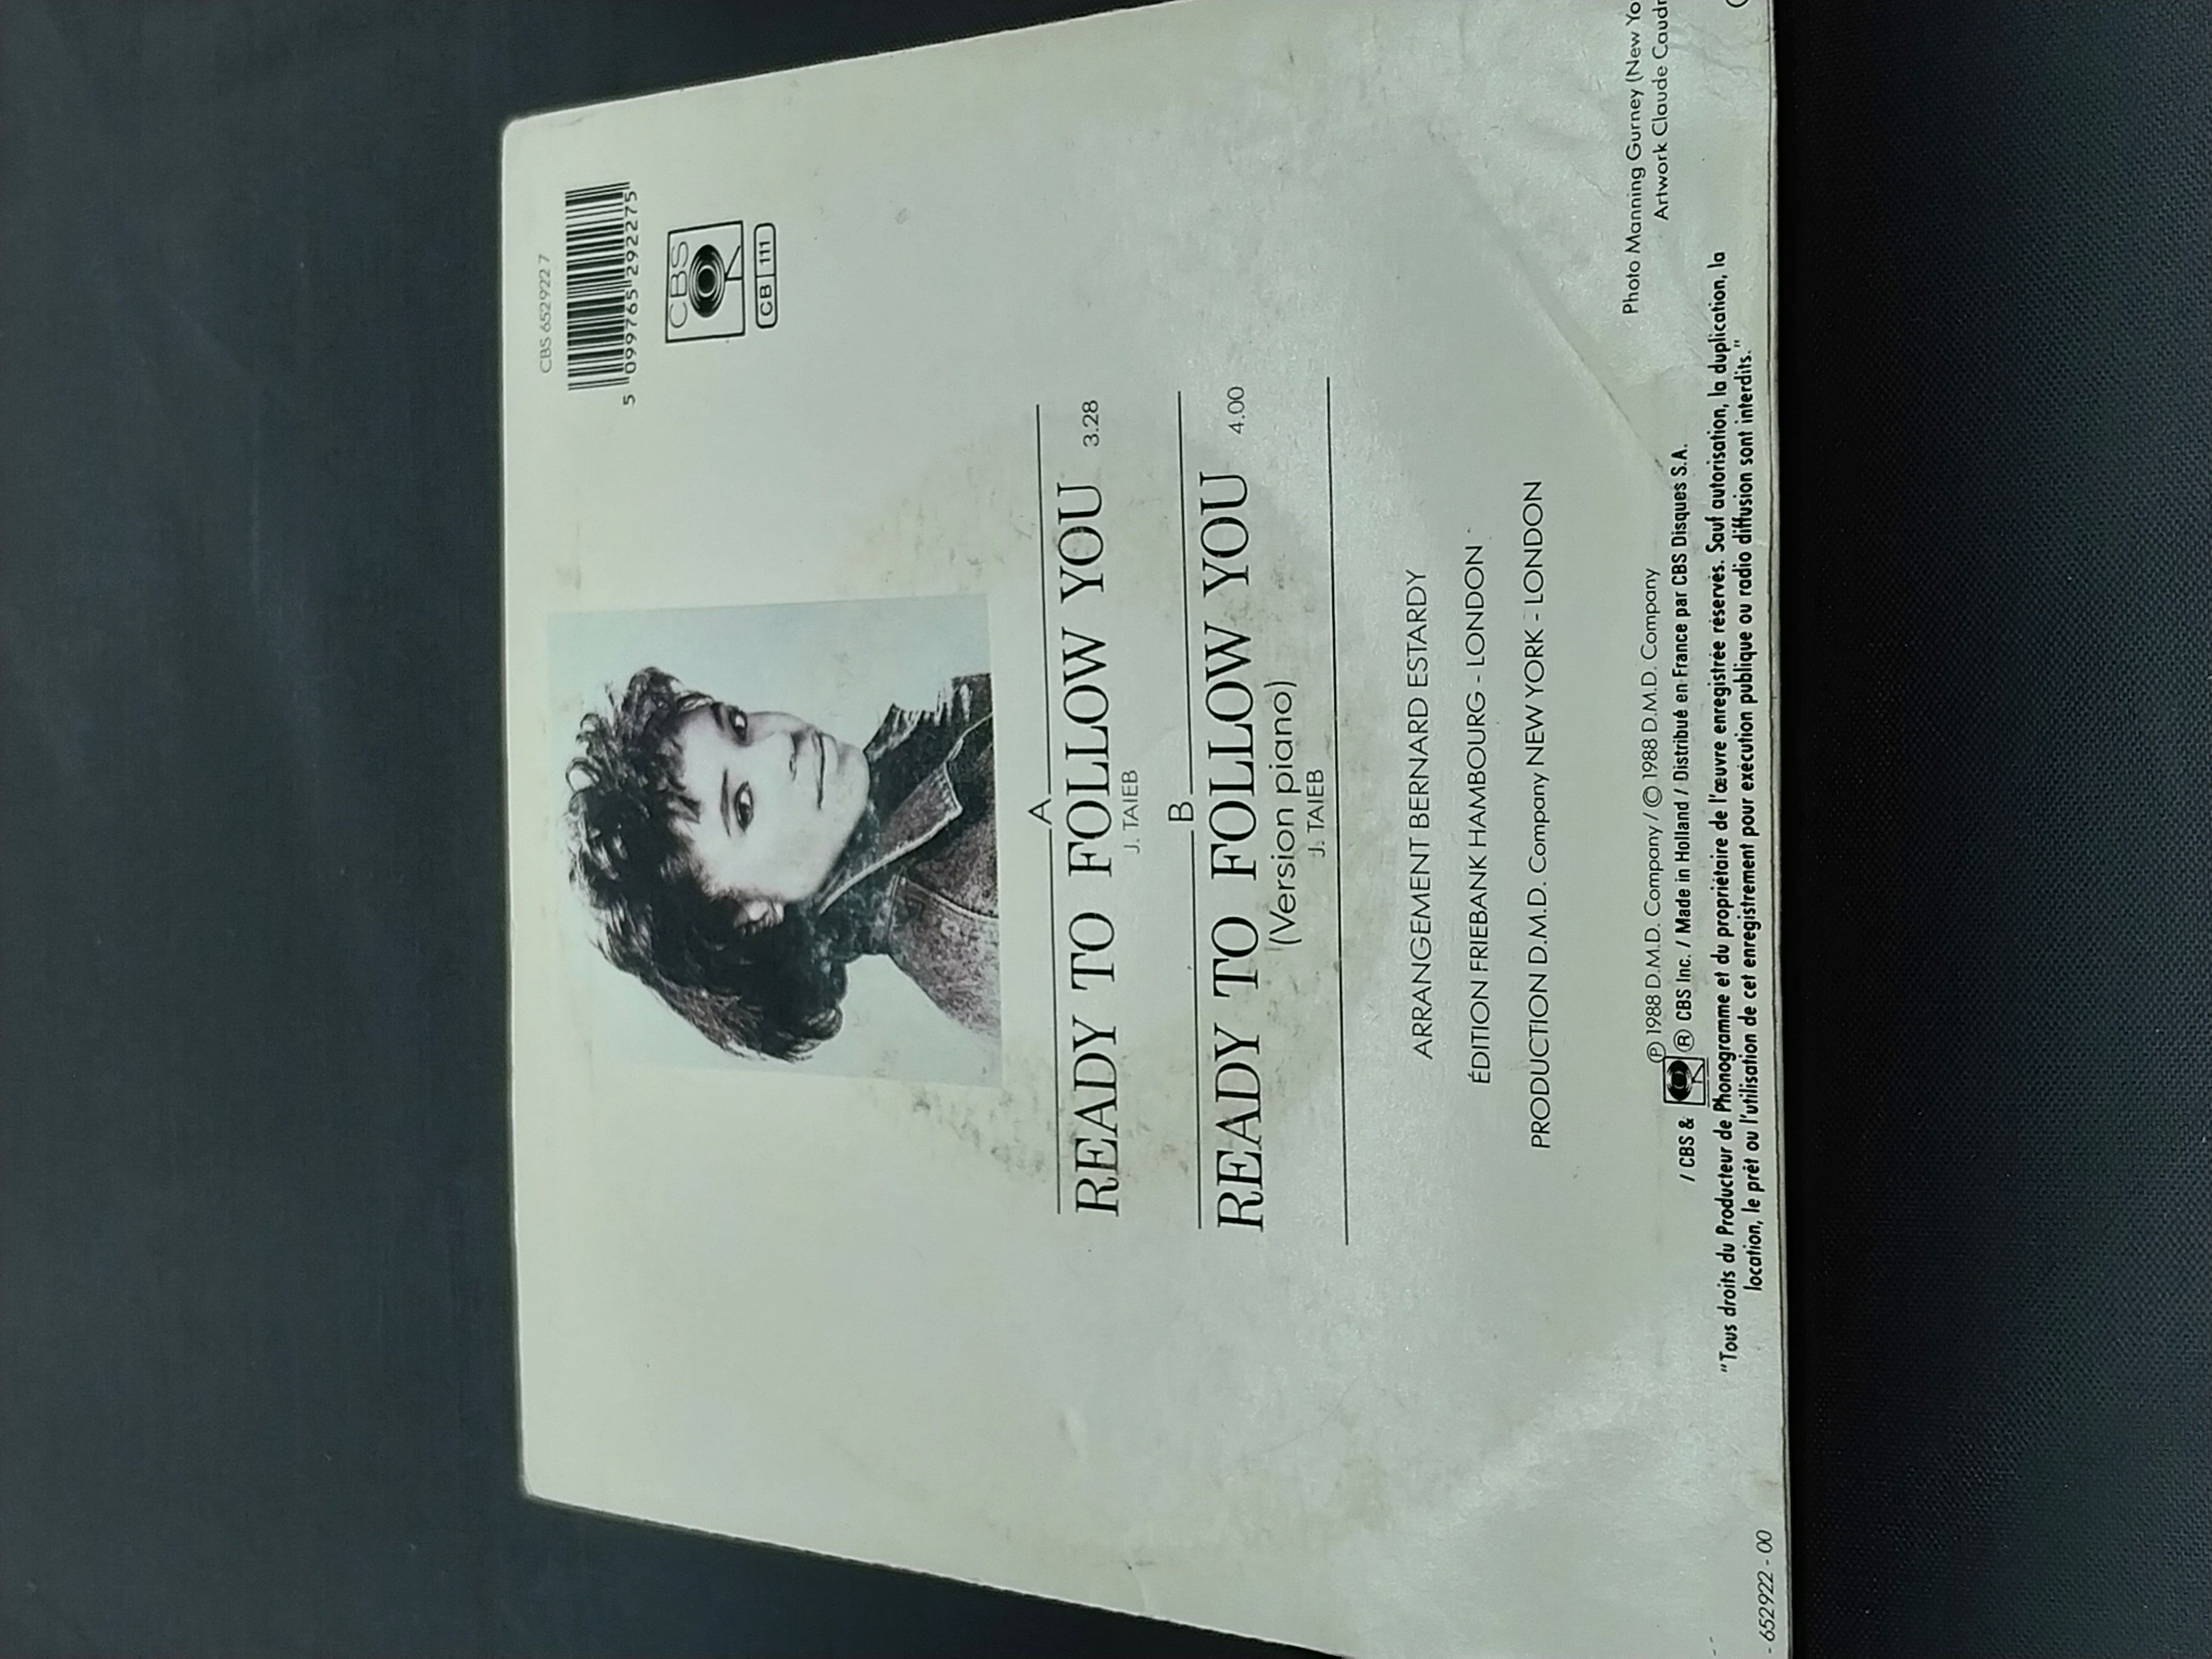 CBS 652922 7
5 099765 292275
CBS
CB 111
A
READY TO FOLLOW YOU 3.28
J. TAIEB
B
READY TO FOLLOW YOU 4.00
(Version piano)
J. TAIEB
ARRANGEMENT BERNARD ESTARDY
ÉDITION FRIEBANK HAMBOURG - LONDON
PRODUCTION D.M.D. Company NEW YORK - LONDON
Photo Manning Gurney (New Yo
Artwork Claude Caudr
Ⓟ 1988 D.M.D. Company / © 1988 D.M.D. Company
/ CBS & ® CBS Inc. / Made in Holland / Distribué en France par CBS Disques S.A.
"Tous droits du Producteur de Phonogramme et du propriétaire de l'œuvre enregistrée réservés. Sauf autorisation, la duplication, la
location, le prêt ou l'utilisation de cet enregistrement pour exécution publique ou radio diffusion sont interdits."
- 652922 - 00